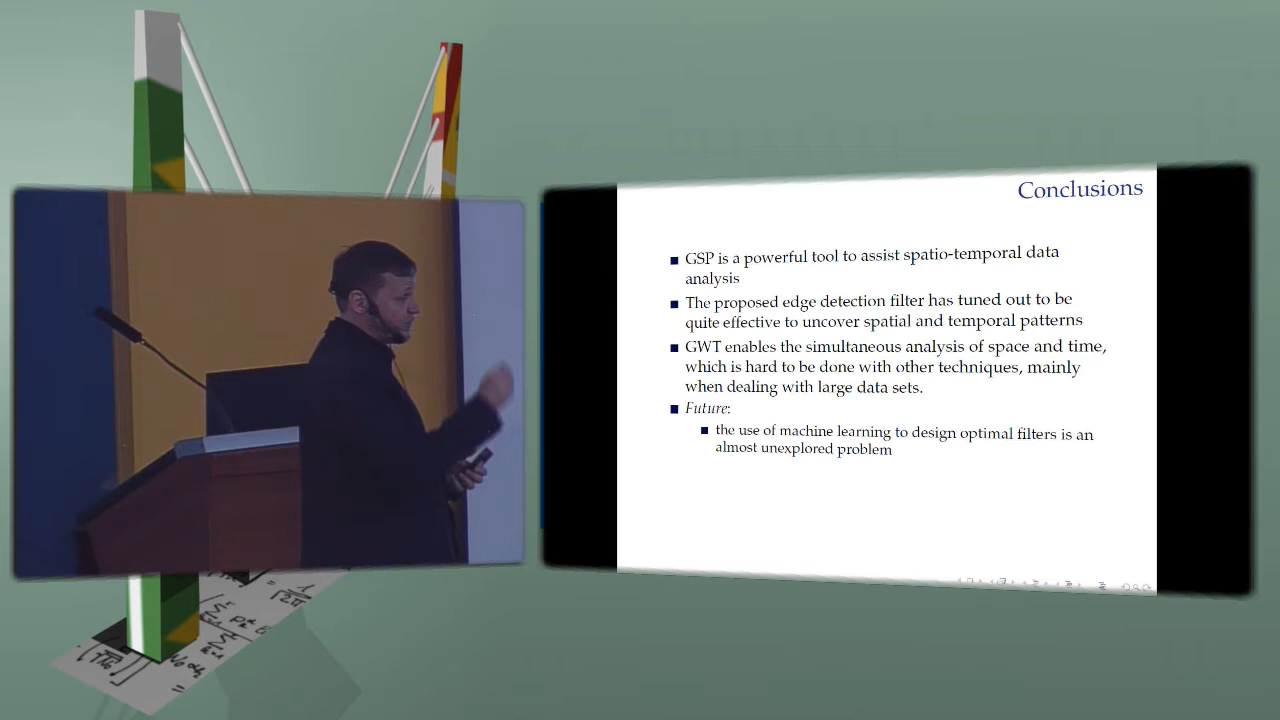 Conclusions
GSP is a powerful tool to assist spatio-temporal data
analysis
The proposed edge detection filter has tuned out to be
quite effective to uncover spatial and temporal patterns
GWT enables the simultaneous analysis of space and time,
which is hard to be done with other techniques, mainly
when dealing with large data sets.
Future:
the use of machine learning to design optimal filters is an
almost unexplored problem